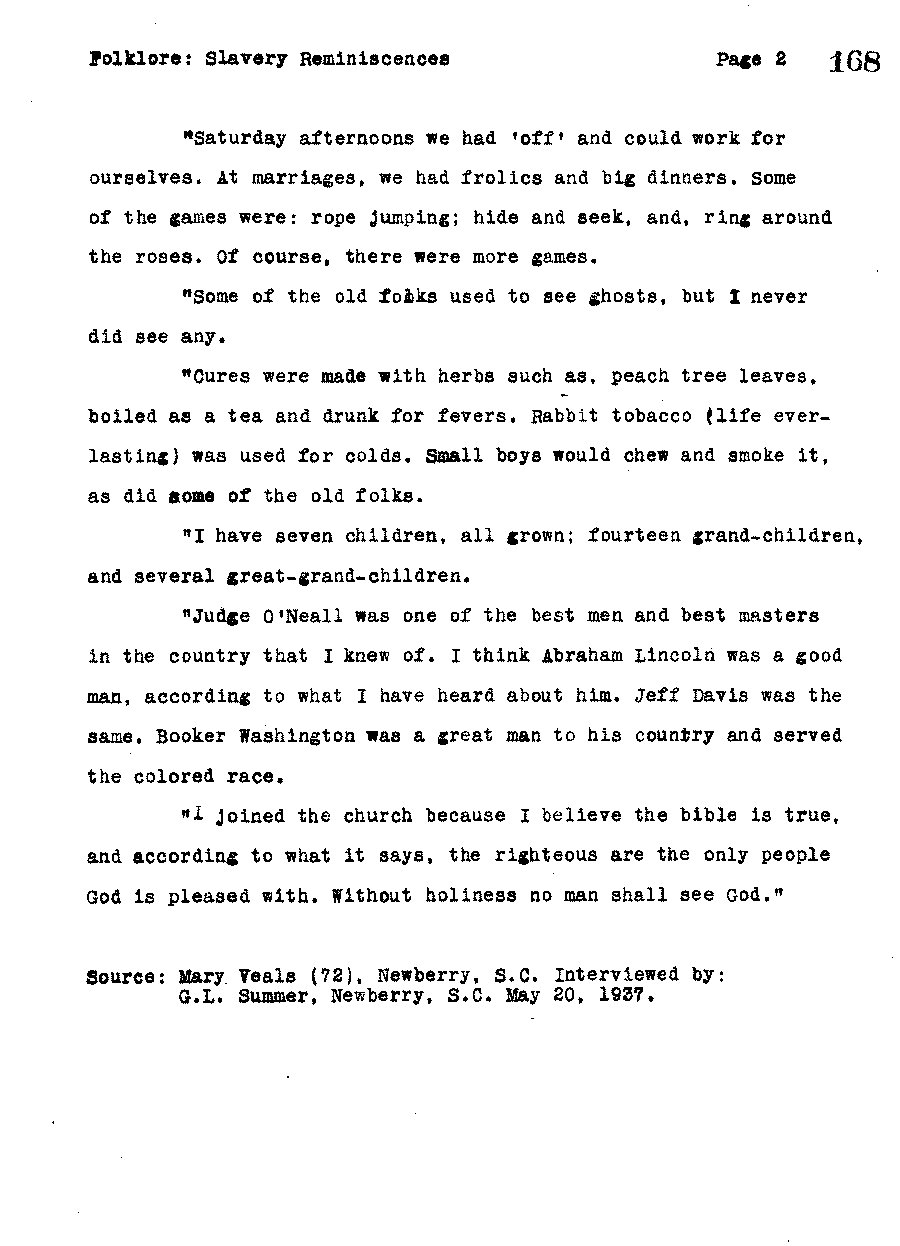 Folklore: Slavery Reminiscences Page 2 168
"Saturday afternoons we had 'off' and could work for
ourselves. At marriages, we had frolics and big dinners. Some
of the games were: rope jumping; hide and seek, and, ring around
the roses. Of course, there were more games.
"Some of the old folks used to see ghosts, but I never
did see any.
"Cures were made with herbs such as, peach tree leaves,
boiled as a tea and drunk for fevers. Rabbit tobacco (life ever-
lasting) was used for colds. Small boys would chew and smoke it,
as did some of the old folks.
"I have seven children, all grown; fourteen grand-children,
and several great-grand-children.
"Judge O'Neall was one of the best men and best masters
in the country that I knew of. I think Abraham Lincoln was a good
man, according to what I have heard about him. Jeff Davis was the
same. Booker Washington was a great man to his country and served
the colored race.
"I joined the church because I believe the bible is true,
and according to what it says, the righteous are the only people
God is pleased with. Without holiness no man shall see God."
Source: Mary Veals (72), Newberry, S.C. Interviewed by:
G.L. Summer, Newberry, S.C. May 20, 1937.